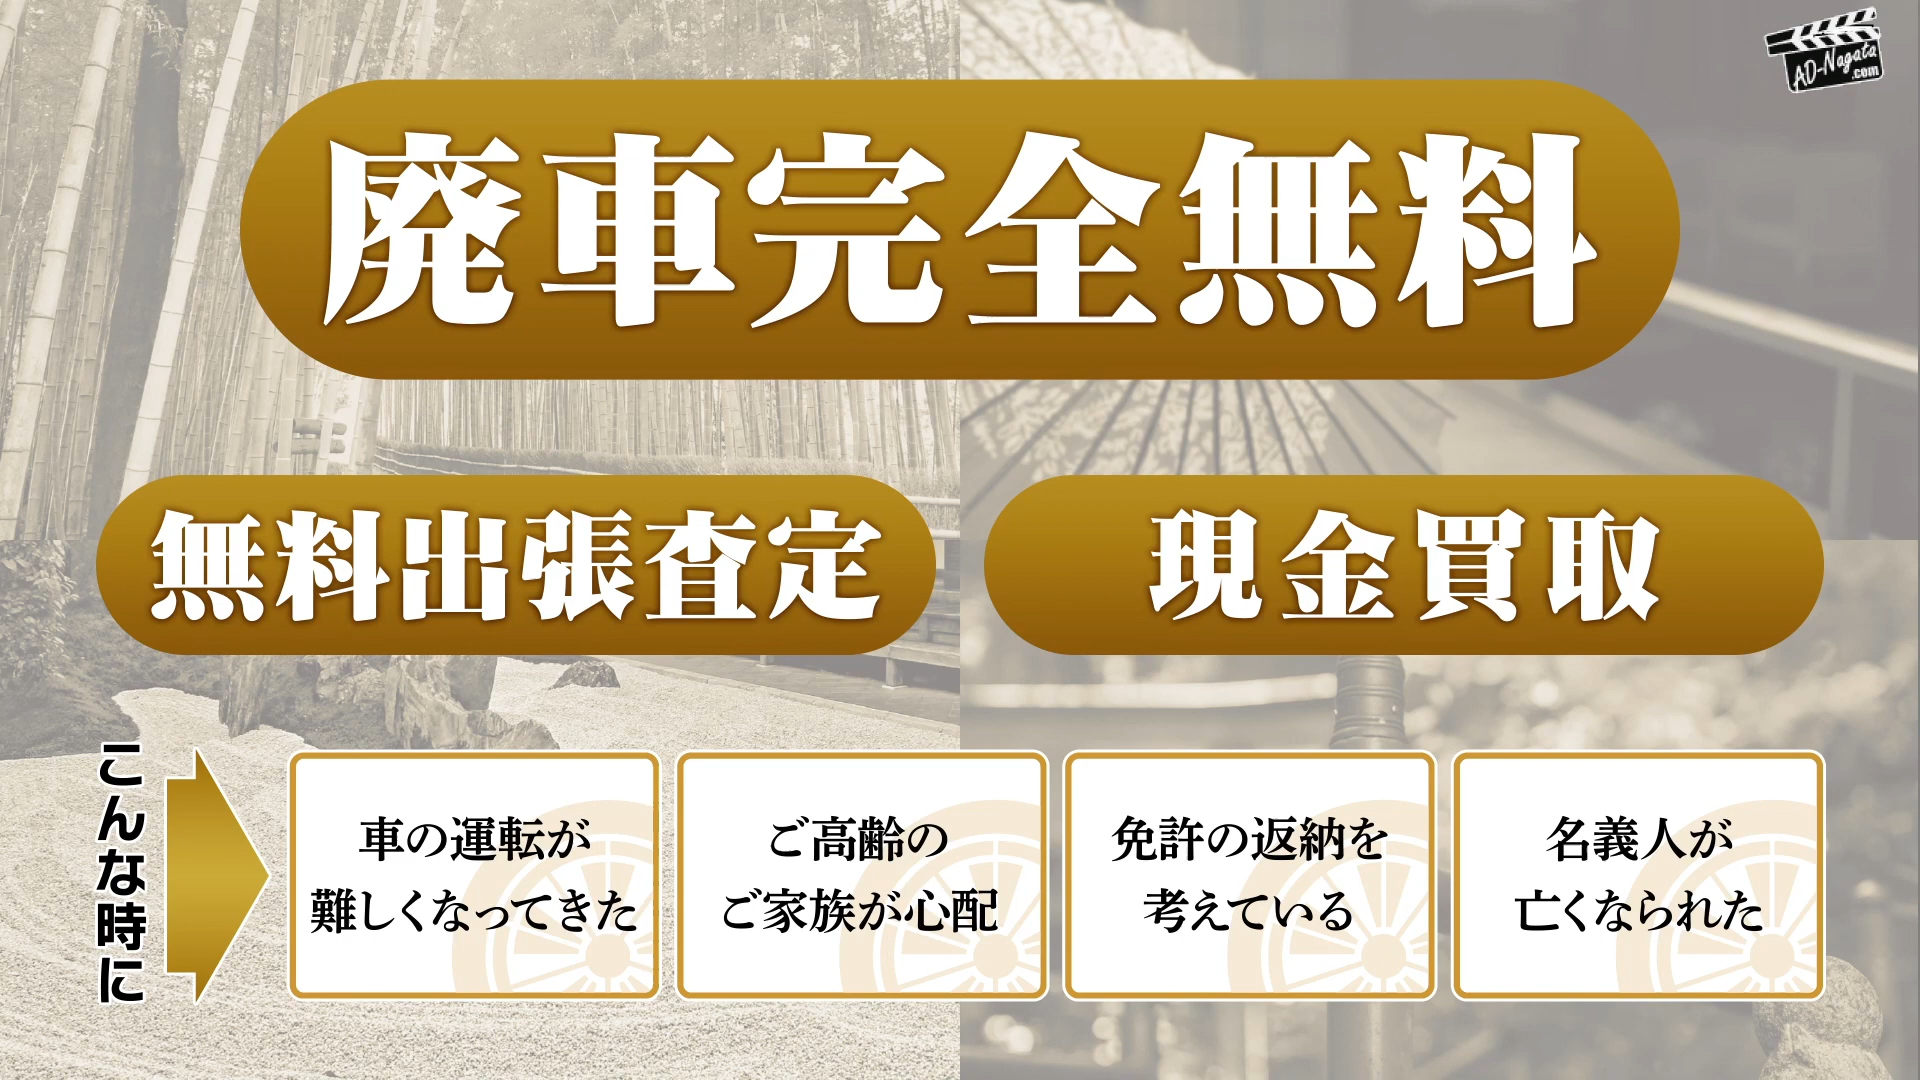 AD-Nagata
.com
廃車完全無料
無料出張査定
現金買取
こんな時に
車の運転が
難しくなってきた
ご高齢の
ご家族が心配
免許の返納を
考えている
名義人が
亡くなられた